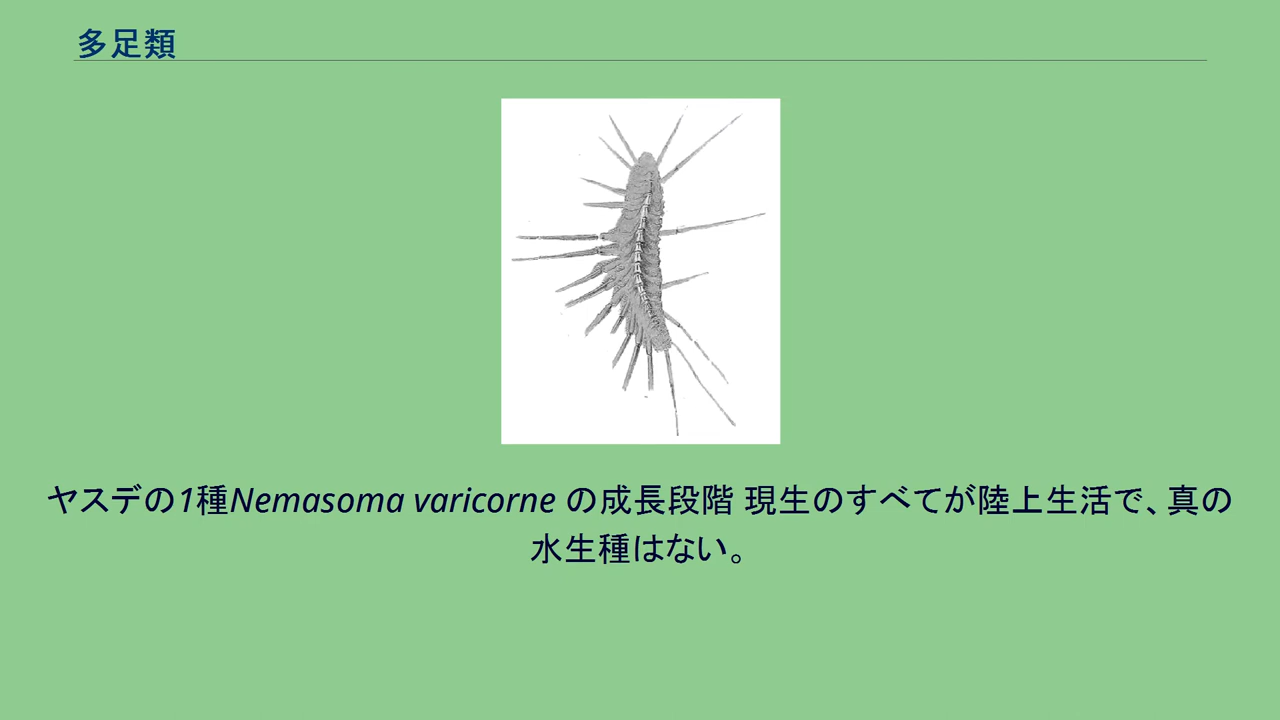 多足類
ヤスデの1種Nemasoma varicorne の成長段階 現生のすべてが陸上生活で、真の
水生種はない。